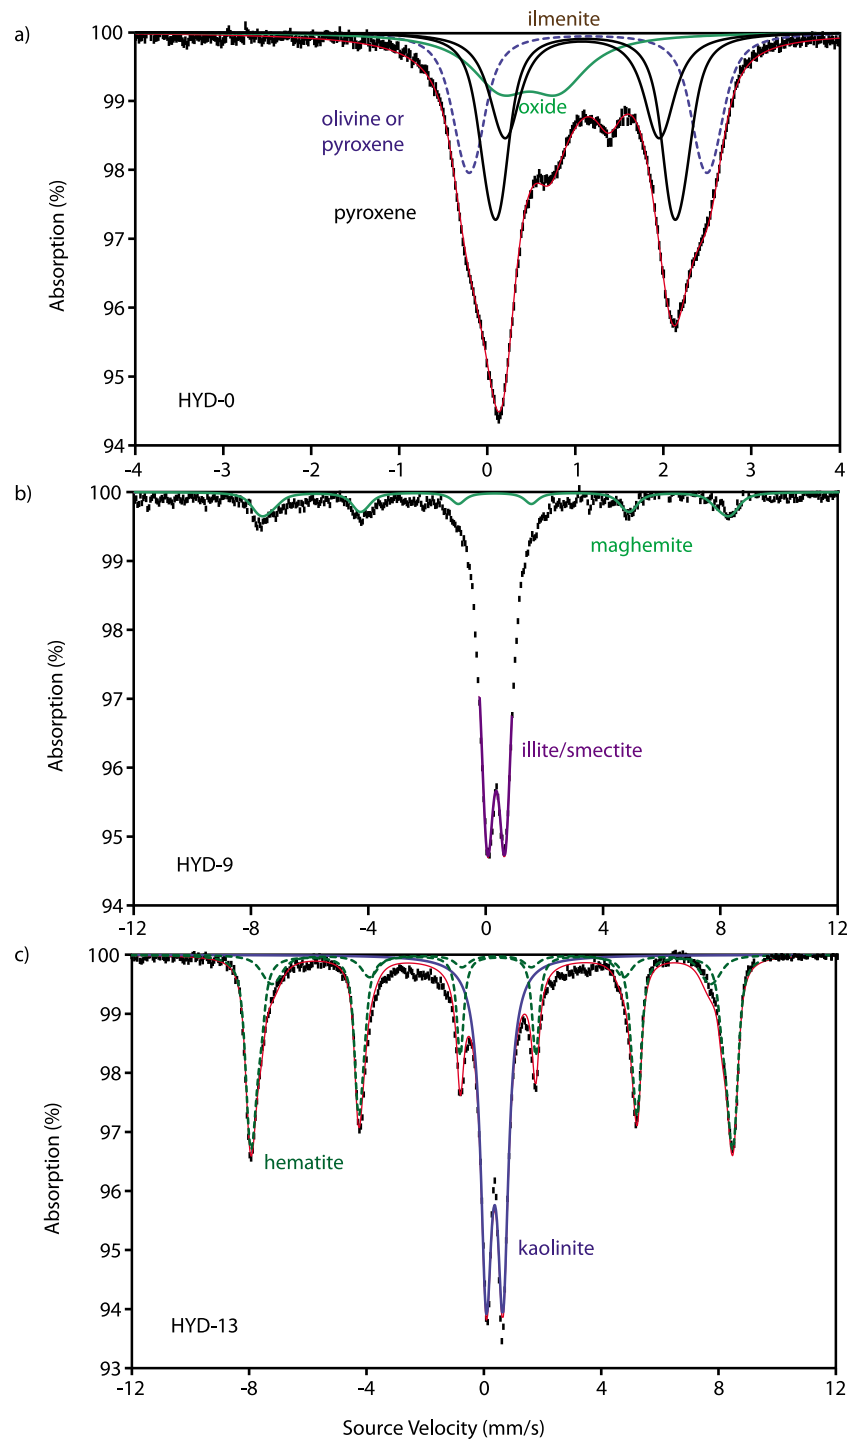 a)
ilmenite
100
99
98
97
96
95
94
Absorption (%)
oxide
olivine or
pyroxene
pyroxene
HYD-0
-4 -3 -2 -1 0 1 2 3 4
b)
100
99
98
97
96
95
94
Absorption (%)
maghemite
illite/smectite
HYD-9
-12 -8 -4 0 4 8 12
c)
100
99
98
97
96
95
94
93
Absorption (%)
hematite
kaolinite
HYD-13
-12 -8 -4 0 4 8 12
Source Velocity (mm/s)